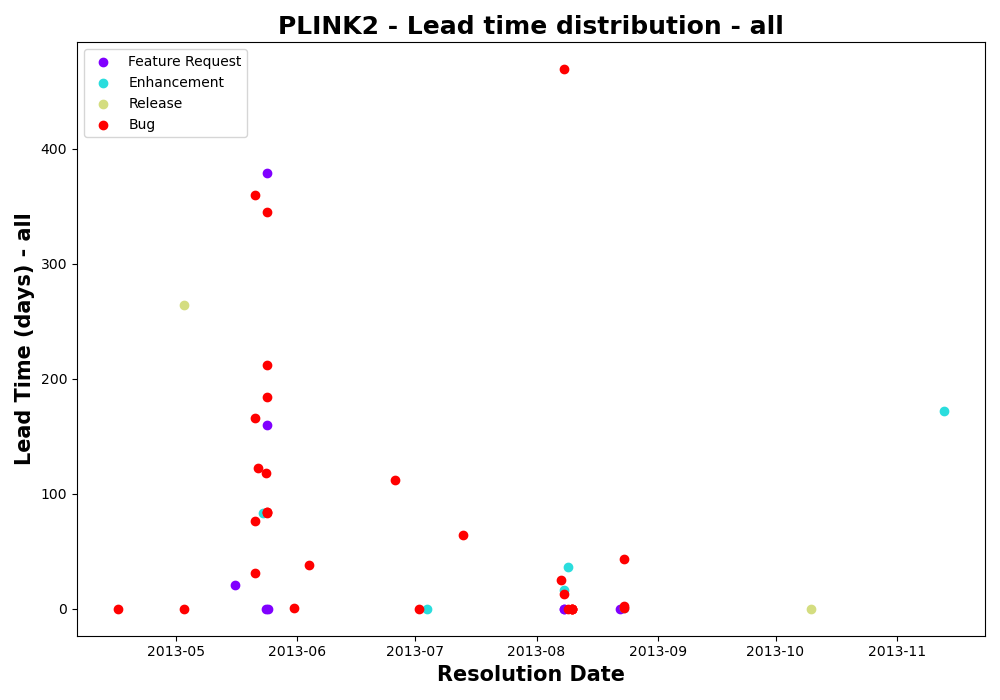 PLINK2 - Lead time distribution - all
Feature Request
Enhancement
Release
Bug
400
300
200
100
0
Lead Time (days) - all
2013-05
2013-06
2013-07
2013-08
2013-09
2013-10
2013-11
Resolution Date